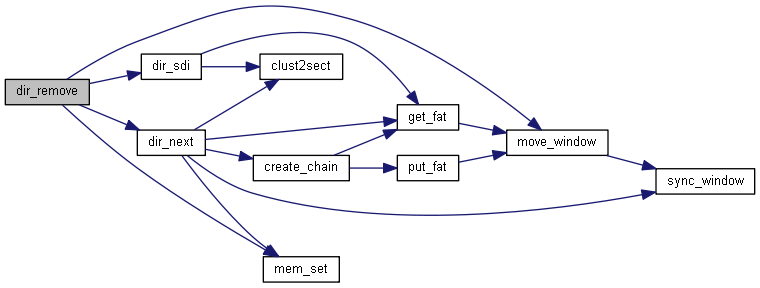 dir_remove
dir_sdi
clust2sect
dir_next
get_fat
create_chain
put_fat
move_window
sync_window
mem_set